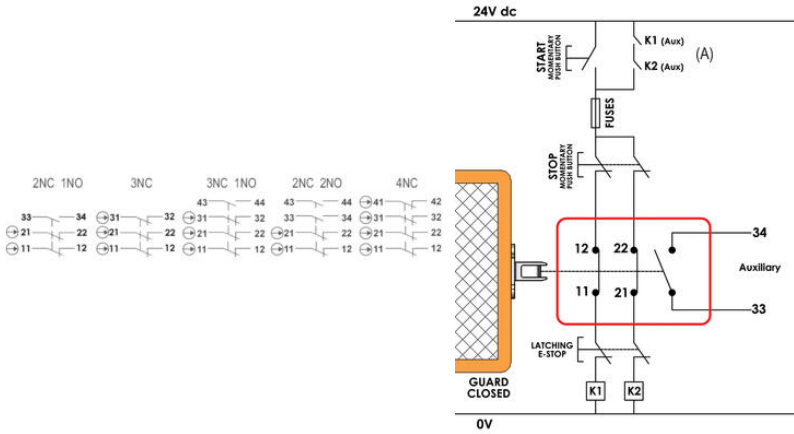 24V dc
START
MOMENTARY
PUSH BUTTON
K1 (Aux)
K2 (Aux)
(A)
FUSES
STOP
MOMENTARY
PUSH BUTTON
2NC 1NO
3NC
3NC 1NO
2NC 2NO
4NC
43 44
43 44
41 42
33 34
31 32
31 32
33 34
31 32
21 22
21 22
21 22
21 22
21 22
11 12
11 12
11 12
11 12
11 12
12
22
34
Auxiliary
11
21
33
LATCHING
E-STOP
GUARD
CLOSED
K1
K2
0V